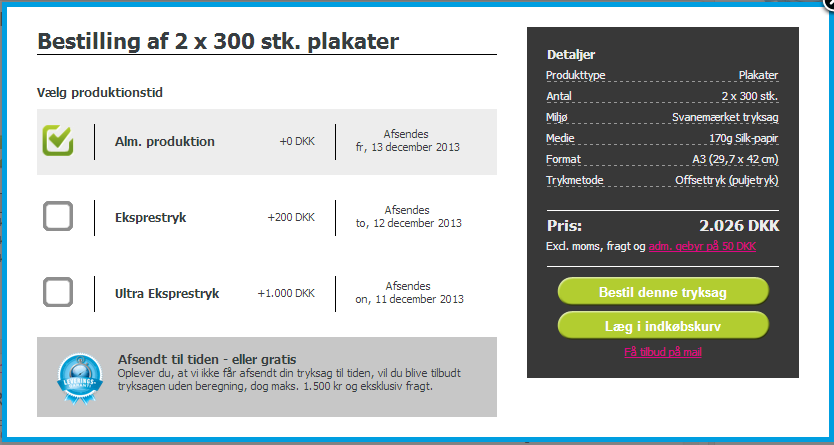 Bestilling af 2 x 300 stk. plakater
Vælg produktionstid
Alm. produktion +0 DKK Afsendes
fr, 13 december 2013
Eksprestryk +200 DKK Afsendes
to, 12 december 2013
Ultra Eksprestryk +1.000 DKK Afsendes
on, 11 december 2013
LEVERINGS-
GARANTI
Afsendt til tiden - eller gratis
Oplever du, at vi ikke får afsendt din tryksag til tiden, vil du blive tilbudt
tryksagen uden beregning, dog maks. 1.500 kr og eksklusiv fragt.
Detaljer
Produkttype Plakater
Antal 2 x 300 stk.
Miljø Svanemærket tryksag
Medie 170g Silk-papir
Format A3 (29,7 x 42 cm)
Trykmetode Offsettryk (puljetryk)
Pris: 2.026 DKK
Excl. moms, fragt og adm. gebyr på 50 DKK
Bestil denne tryksag
Læg i indkøbskurv
Få tilbud på mail